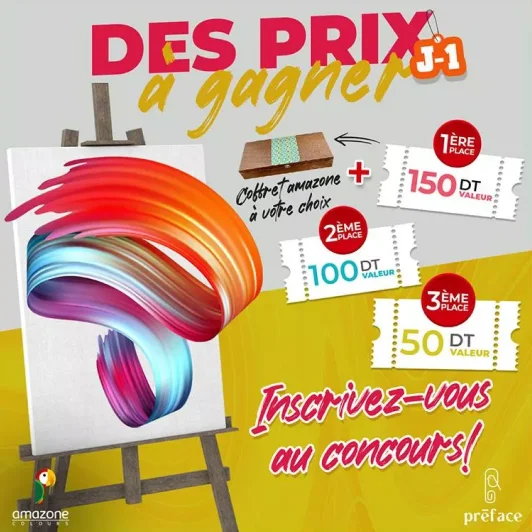 DES PRIX
J-1
à gagner
1ÈRE
PLACE
150 DT
VALEUR
Coffret amazone
à votre choix
+
2ÈME
PLACE
100 DT
VALEUR
3ÈME
PLACE
50 DT
VALEUR
Inscrivez-vous
au concours!
amazone
COLOURS
préface